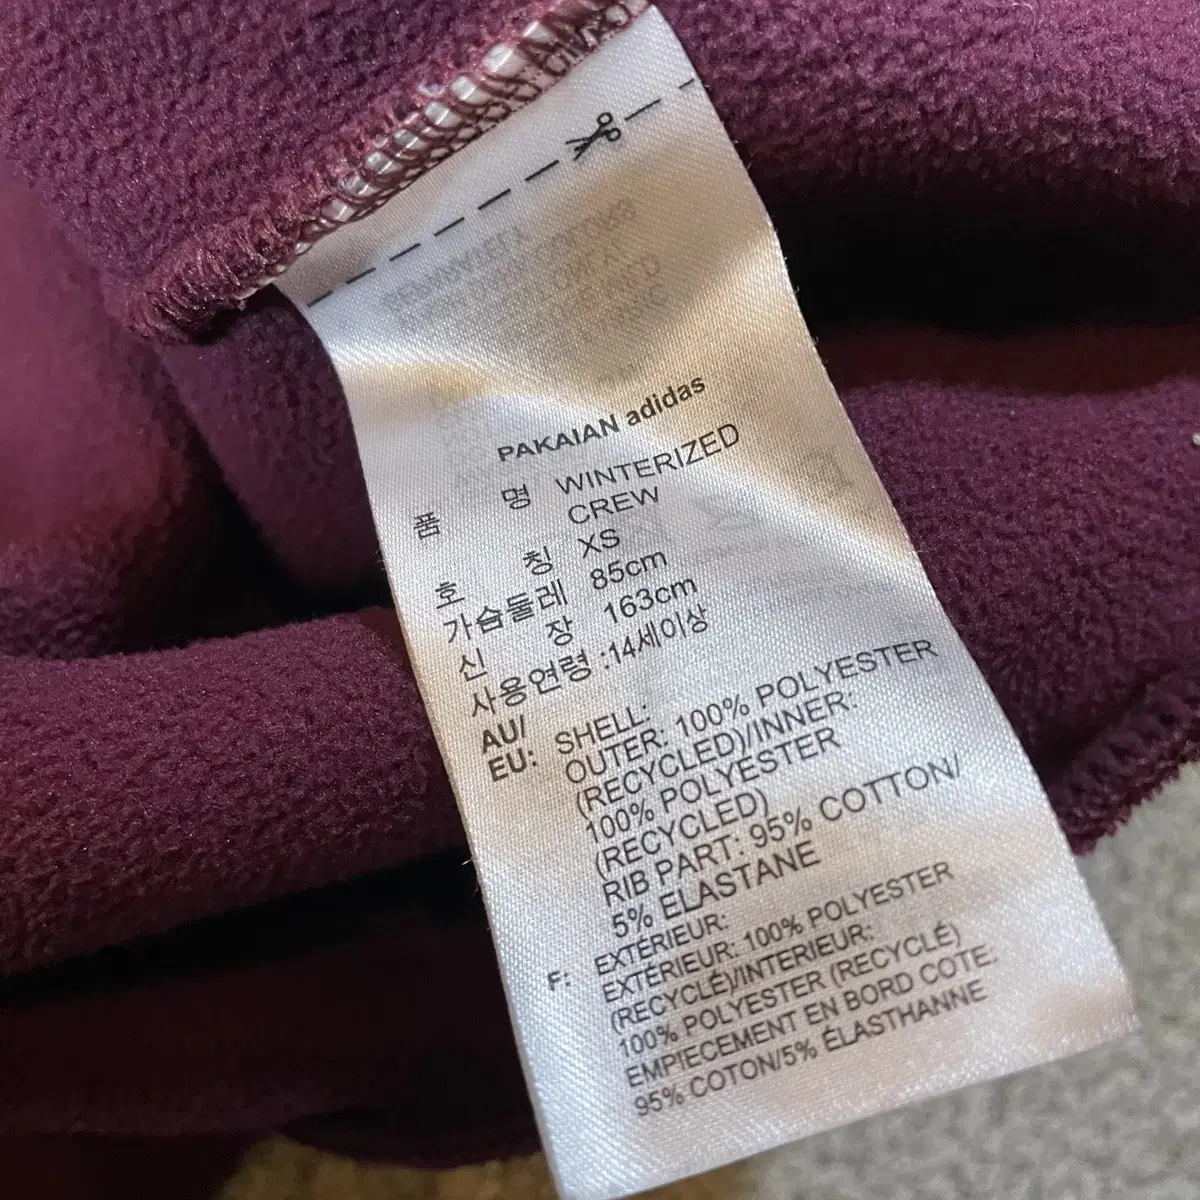 PAKAIAN adidas
품 명 WINTERIZED
CREW
호 칭 XS
가슴둘레 85cm
신 장 163cm
사용연령 :14세이상
AU/
EU: SHELL:
OUTER: 100% POLYESTER
(RECYCLED)/INNER:
100% POLYESTER
(RECYCLED)
RIB PART: 95% COTTON/
5% ELASTANE
F: EXTÉRIEUR:
EXTÉRIEUR: 100% POLYESTER
(RECYCLÉ)/INTERIEUR:
100% POLYESTER (RECYCLÉ)
EMPIECEMENT EN BORD COTE:
95% COTON/5% ÉLASTHANNE